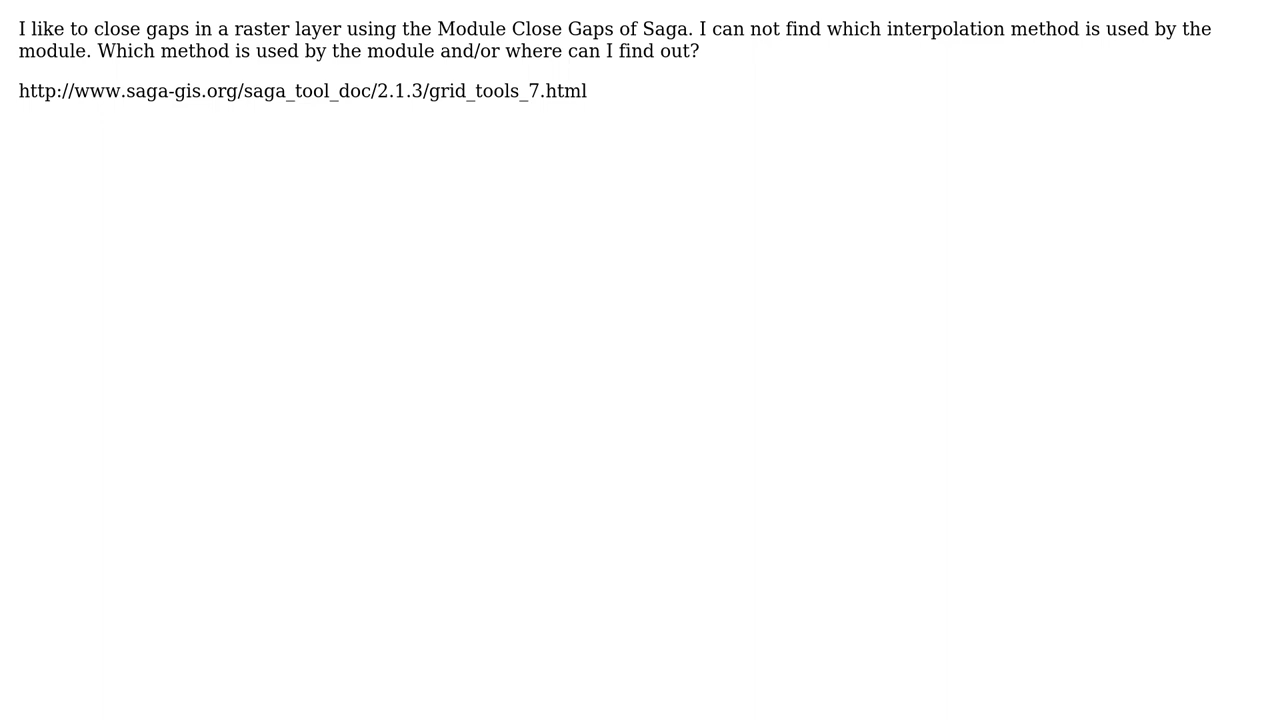 I like to close gaps in a raster layer using the Module Close Gaps of Saga. I can not find which interpolation method is used by the
module. Which method is used by the module and/or where can I find out?
http://www.saga-gis.org/saga_tool_doc/2.1.3/grid_tools_7.html